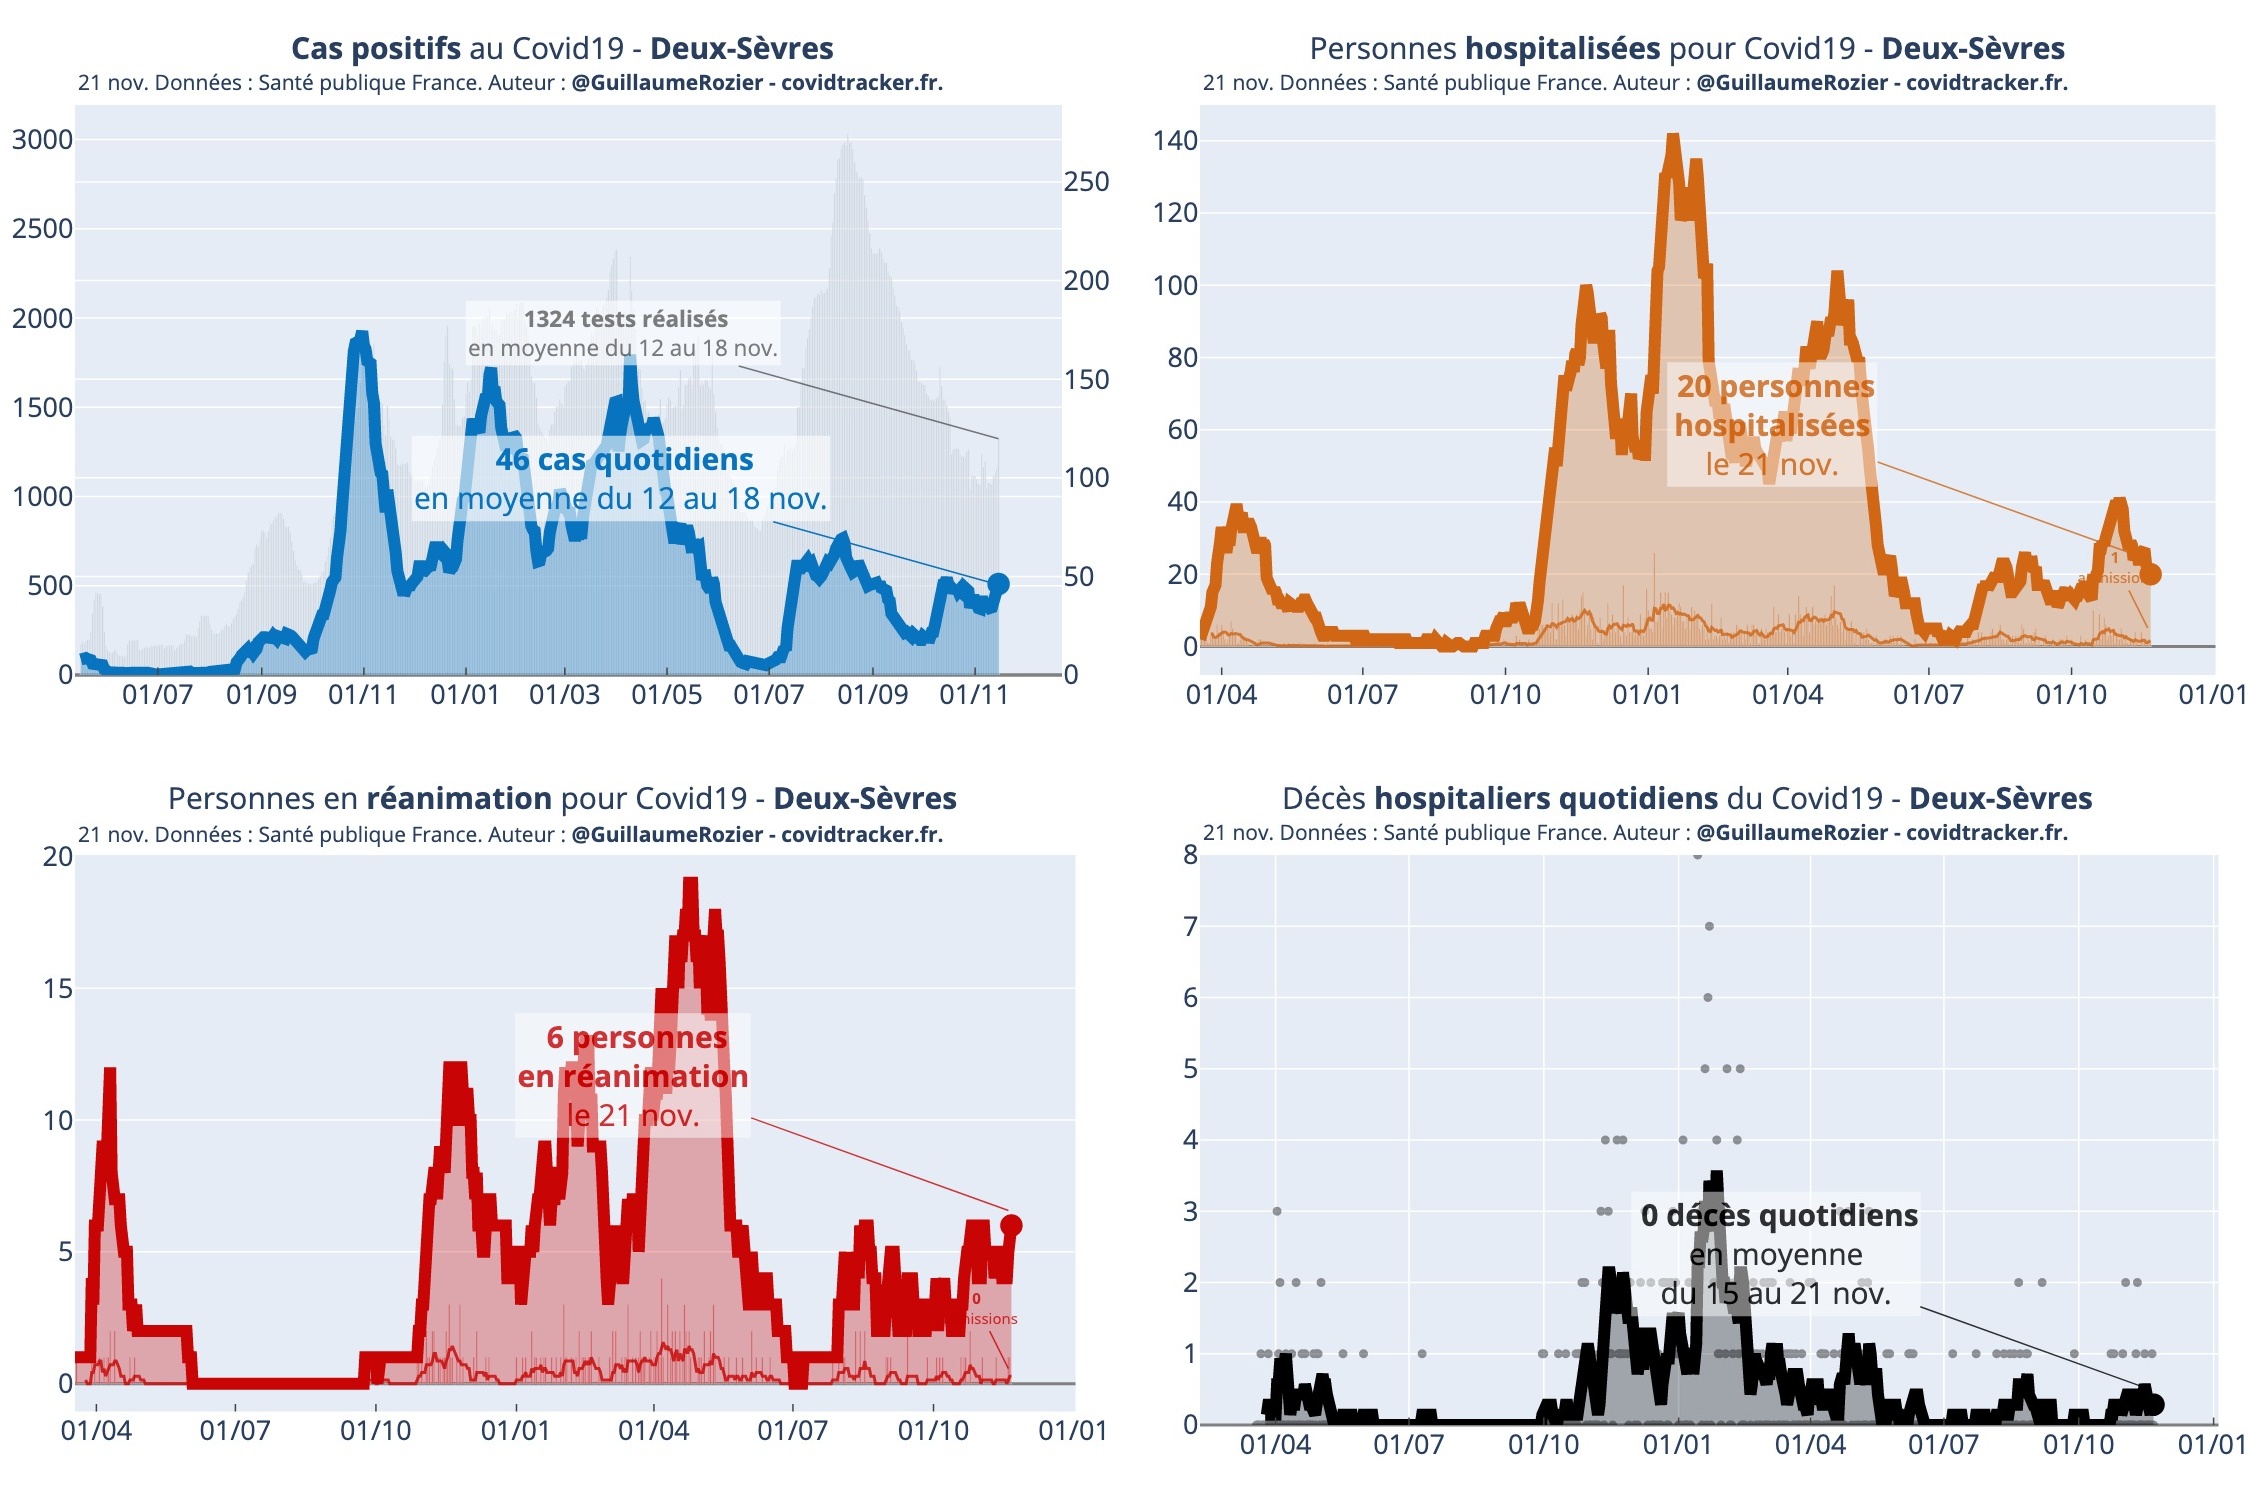 Cas positifs au Covid19 - Deux-Sèvres
21 nov. Données : Santé publique France. Auteur : @GuillaumeRozier - covidtracker.fr.
3000
2500
2000
1500
1000
500
0
250
200
150
100
50
0
1324 tests réalisés
en moyenne du 12 au 18 nov.
46 cas quotidiens
en moyenne du 12 au 18 nov.
01/07 01/09 01/11 01/01 01/03 01/05 01/07 01/09 01/11
Personnes hospitalisées pour Covid19 - Deux-Sèvres
21 nov. Données : Santé publique France. Auteur : @GuillaumeRozier - covidtracker.fr.
140
120
100
80
60
40
20
0
20 personnes
hospitalisées
le 21 nov.
1
admissions
01/04 01/07 01/10 01/01 01/04 01/07 01/10 01/01
Personnes en réanimation pour Covid19 - Deux-Sèvres
21 nov. Données : Santé publique France. Auteur : @GuillaumeRozier - covidtracker.fr.
20
15
10
5
0
6 personnes
en réanimation
le 21 nov.
0
missions
01/04 01/07 01/10 01/01 01/04 01/07 01/10 01/01
Décès hospitaliers quotidiens du Covid19 - Deux-Sèvres
21 nov. Données : Santé publique France. Auteur : @GuillaumeRozier - covidtracker.fr.
8
7
6
5
4
3
2
1
0
0 décès quotidiens
en moyenne
du 15 au 21 nov.
01/04 01/07 01/10 01/01 01/04 01/07 01/10 01/01